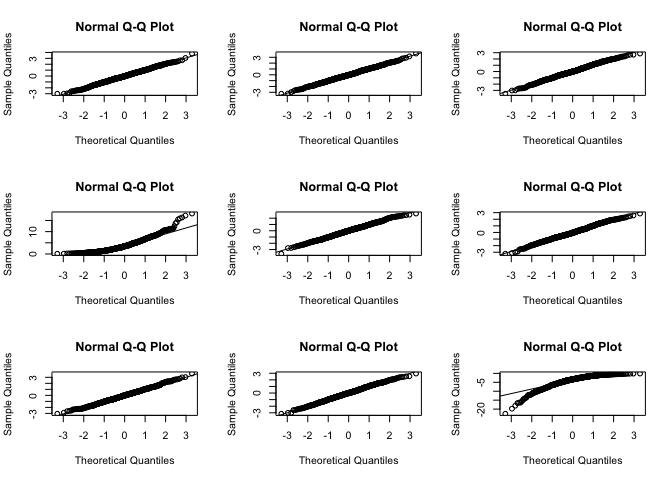 Normal Q-Q Plot Normal Q-Q Plot Normal Q-Q Plot
Sample Quantiles Sample Quantiles Sample Quantiles
3 3 3
0 0 0
-3 -3 -3
-3 -2 -1 0 1 2 3 -3 -2 -1 0 1 2 3 -3 -2 -1 0 1 2 3
Theoretical Quantiles Theoretical Quantiles Theoretical Quantiles
Normal Q-Q Plot Normal Q-Q Plot Normal Q-Q Plot
Sample Quantiles Sample Quantiles Sample Quantiles
10 0 3
0 -3 0
-3
-3 -2 -1 0 1 2 3 -3 -2 -1 0 1 2 3 -3 -2 -1 0 1 2 3
Theoretical Quantiles Theoretical Quantiles Theoretical Quantiles
Normal Q-Q Plot Normal Q-Q Plot Normal Q-Q Plot
Sample Quantiles Sample Quantiles Sample Quantiles
3 3 -5
0 0 -20
-3 -3
-3 -2 -1 0 1 2 3 -3 -2 -1 0 1 2 3 -3 -2 -1 0 1 2 3
Theoretical Quantiles Theoretical Quantiles Theoretical Quantiles